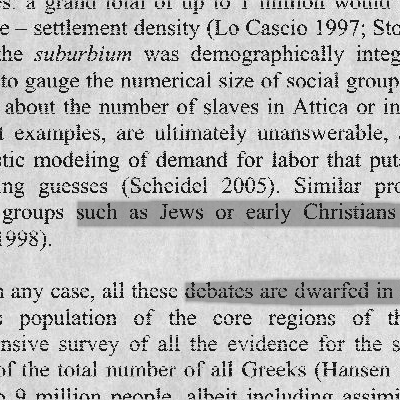 es: a grand total of up to 1 million would
e – settlement density (Lo Cascio 1997; Sto
the suburbium was demographically integ
to gauge the numerical size of social group
about the number of slaves in Attica or in
t examples, are ultimately unanswerable,
stic modeling of demand for labor that put
ing guesses (Scheidel 2005). Similar pro
groups such as Jews or early Christians
1998).
n any case, all these debates are dwarfed in
s population of the core regions of th
nsive survey of all the evidence for the s
of the total number of all Greeks (Hansen
o 9 million people, albeit including assimi